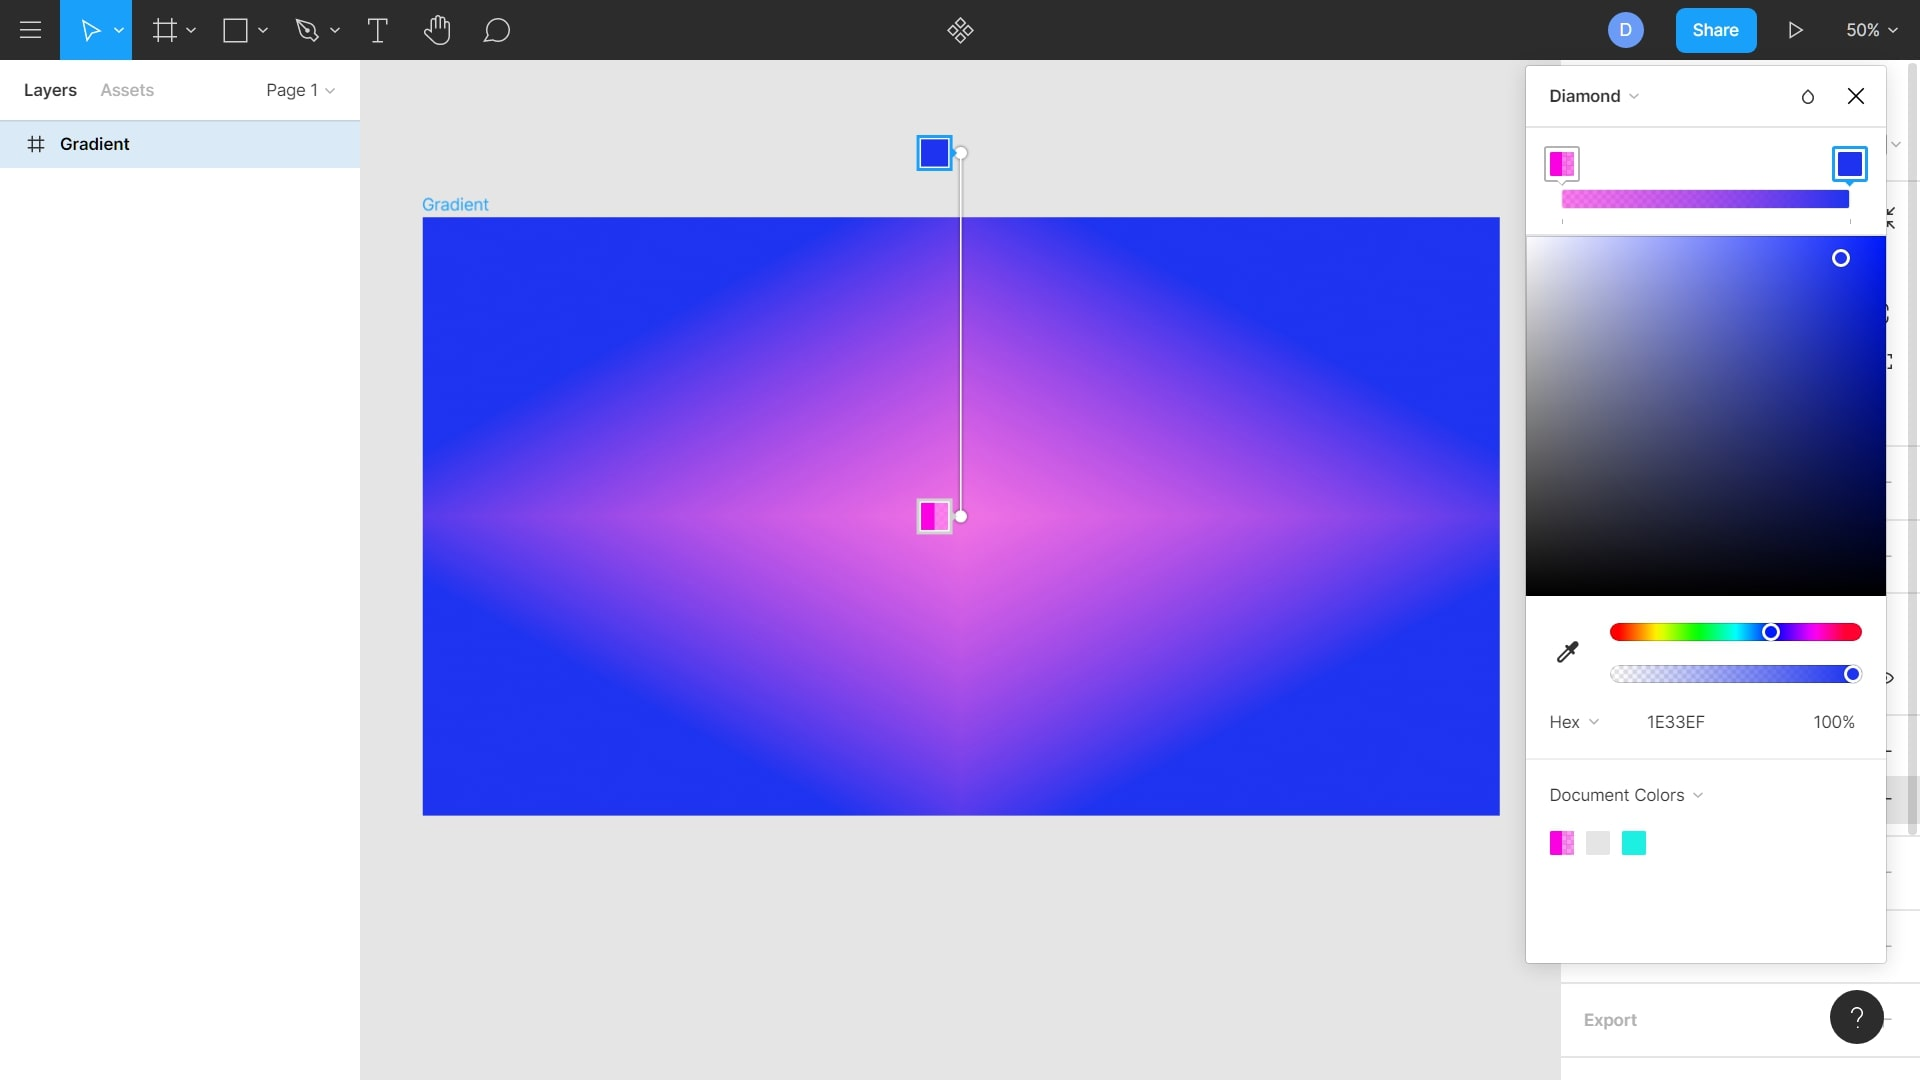 D
Share
50%
Layers
Assets
Page 1
Gradient
Gradient
Diamond
Hex
1E33EF
100%
Document Colors
Export
?